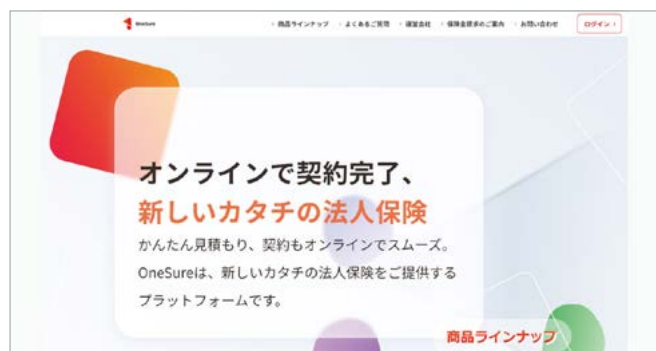 OneSure
商品ラインナップ
よくあるご質問
運営会社
保険金請求のご案内
お問い合わせ
ログイン
オンラインで契約完了、
新しいカタチの法人保険
かんたん見積もり、契約もオンラインでスムーズ。
OneSureは、新しいカタチの法人保険をご提供する
プラットフォームです。
商品ラインナップ